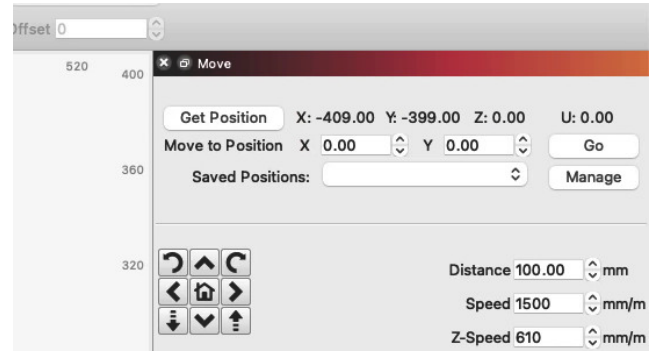 Offset 0
520
400
Move
Get Position X: -409.00 Y: -399.00 Z: 0.00 U: 0.00
Move to Position X 0.00 Y 0.00 Go
360
Saved Positions: Manage
320
Distance 100.00 mm
Speed 1500 mm/m
Z-Speed 610 mm/m